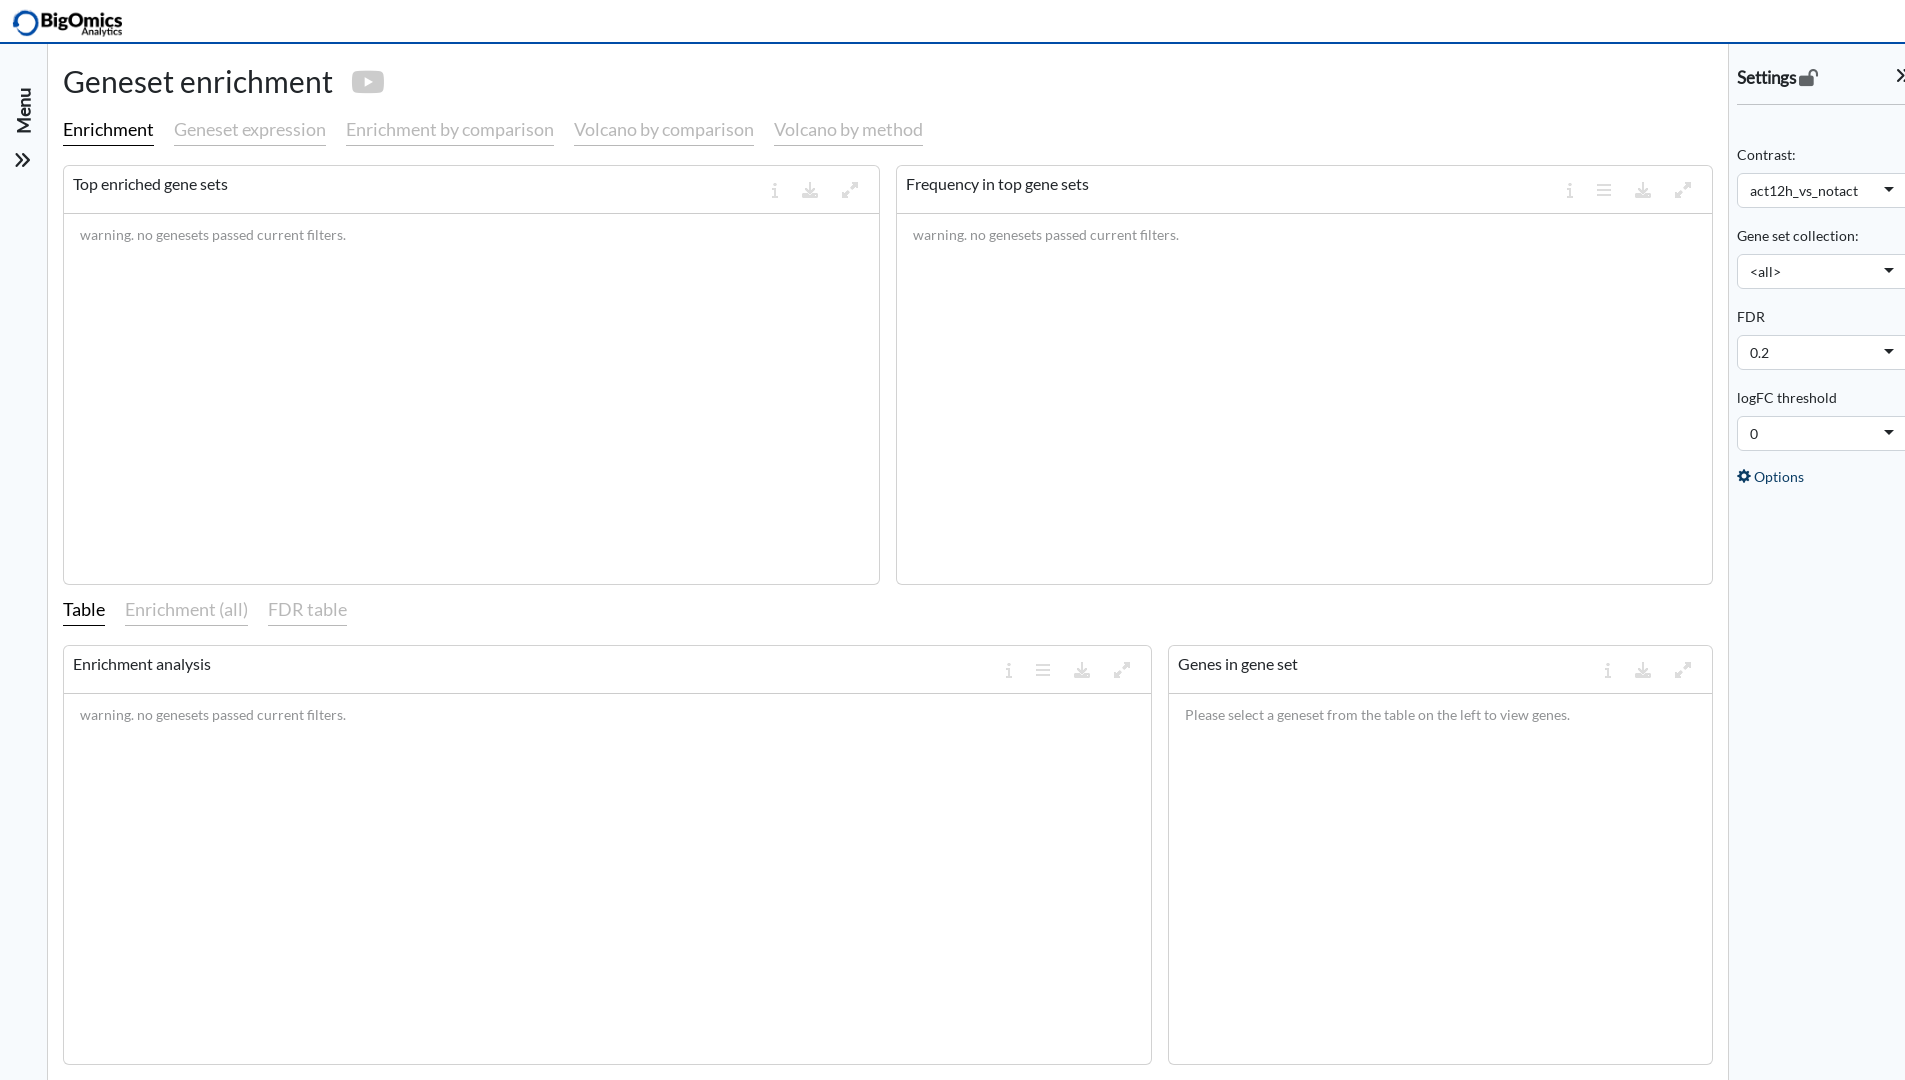 BigOmics
Analytics
Menu
Geneset enrichment
Enrichment
Geneset expression
Enrichment by comparison
Volcano by comparison
Volcano by method
Top enriched gene sets
warning. no genesets passed current filters.
Frequency in top gene sets
warning. no genesets passed current filters.
Table
Enrichment (all)
FDR table
Enrichment analysis
warning. no genesets passed current filters.
Genes in gene set
Please select a geneset from the table on the left to view genes.
Settings
Contrast:
act12h_vs_notact
Gene set collection:
<all>
FDR
0.2
logFC threshold
0
Options